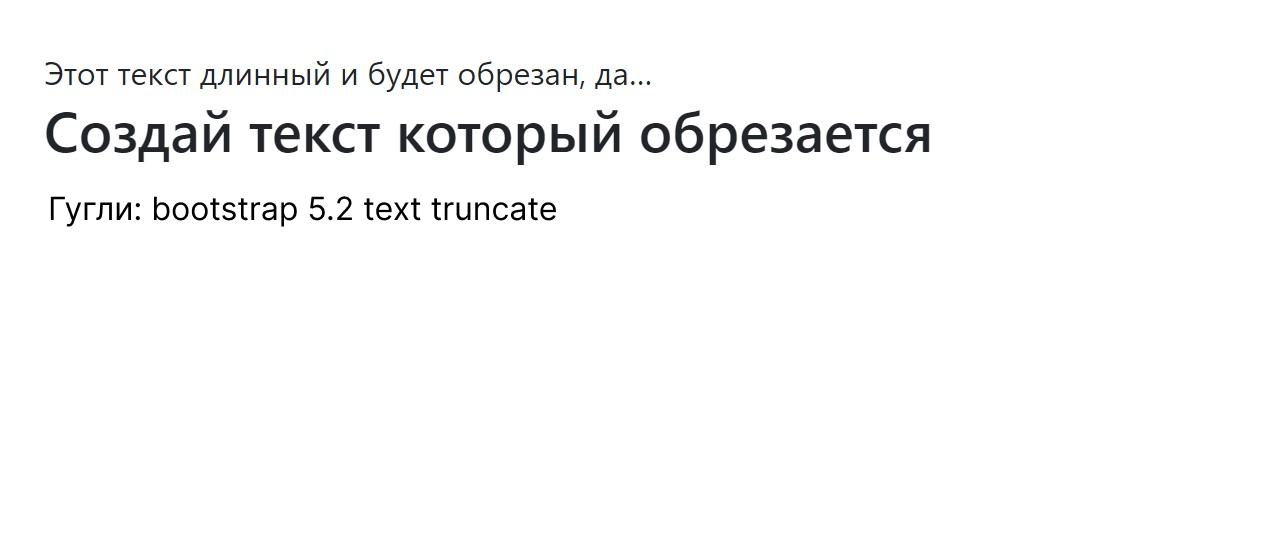 Этот текст длинный и будет обрезан, да...
Создай текст который обрезается
Гугли: bootstrap 5.2 text truncate